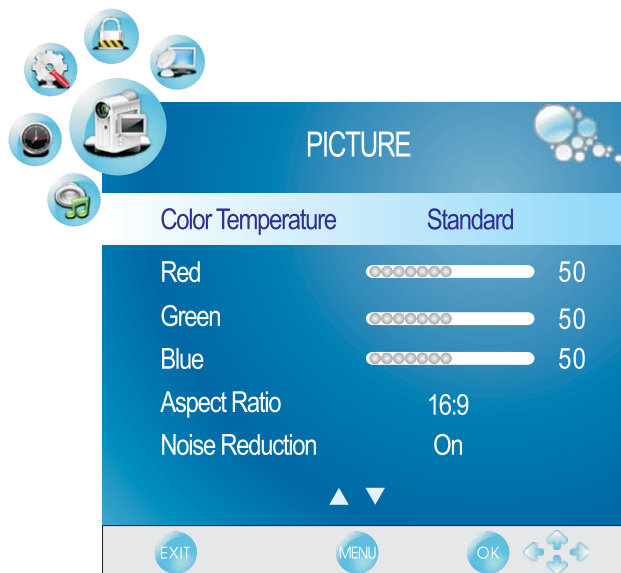 PICTURE
Color Temperature Standard
Red 50
Green 50
Blue 50
Aspect Ratio 16:9
Noise Reduction On
EXIT MENU OK